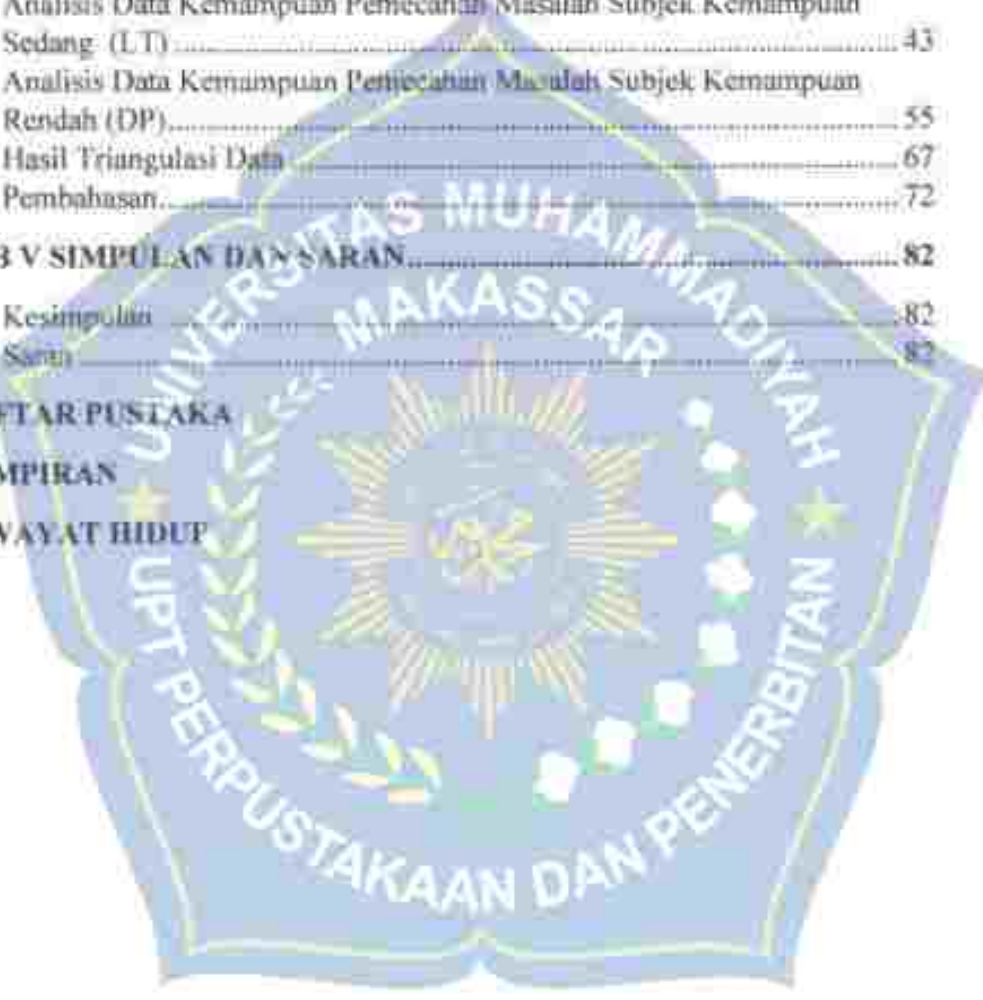 Analisis Data Kemampuan Pemecahan Masalah Subjek Kemampuan
Sedang (LT) 43
Analisis Data Kemampuan Pemecahan Masalah Subjek Kemampuan
Rendah (DP) 55
Hasil Triangulasi Data 67
Pembahasan 72
B V SIMPULAN DAN SARAN 82
Kesimpulan 82
Saran 82
FTAR PUSTAKA
MPIRAN
WAYAT HIDUP
UNIVERSITAS MUHAMMADIYAH
MAKASSAR
UPT PERPUSTAKAAN DAN PENERBITAN